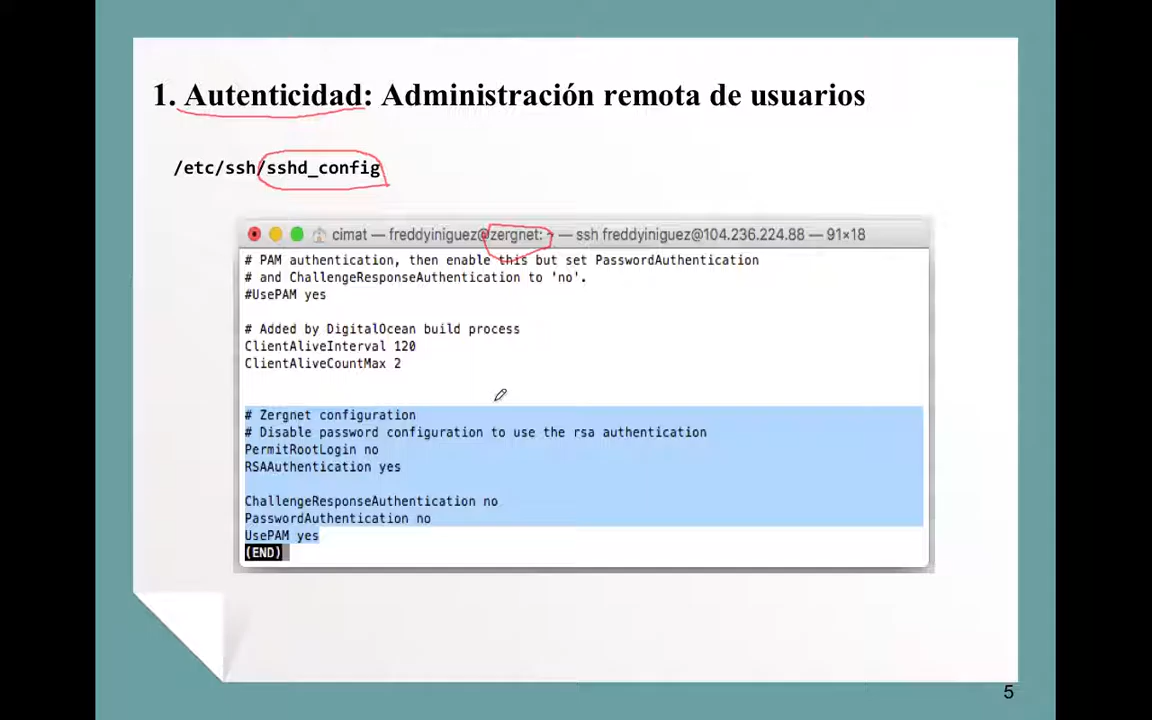 1. Autenticidad: Administración remota de usuarios
/etc/ssh/sshd_config
cimat — freddyiniguez@zergnet: ~ — ssh freddyiniguez@104.236.224.88 — 91×18
# PAM authentication, then enable this but set PasswordAuthentication
# and ChallengeResponseAuthentication to 'no'.
#UsePAM yes
# Added by DigitalOcean build process
ClientAliveInterval 120
ClientAliveCountMax 2
# Zergnet configuration
# Disable password configuration to use the rsa authentication
PermitRootLogin no
RSAAuthentication yes
ChallengeResponseAuthentication no
PasswordAuthentication no
UsePAM yes
(END)
5